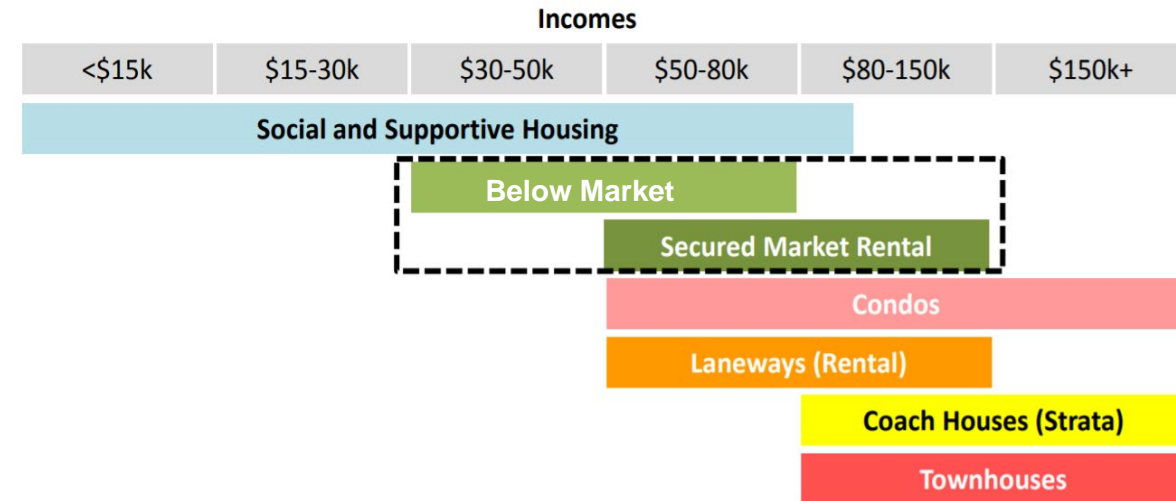 Incomes
<$15k $15-30k $30-50k $50-80k $80-150k $150k+
Social and Supportive Housing
Below Market
Secured Market Rental
Condos
Laneways (Rental)
Coach Houses (Strata)
Townhouses